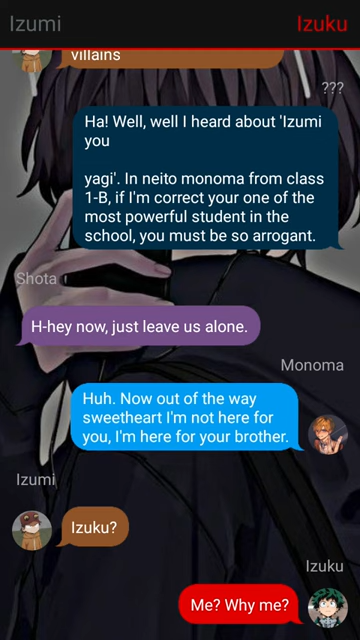 Izumi
Izuku
villains
???
Ha! Well, well I heard about 'Izumi
you
yagi'. In neito monoma from class
1-B, if I'm correct your one of the
most powerful student in the
school, you must be so arrogant.
Shota
H-hey now, just leave us alone.
Monoma
Huh. Now out of the way
sweetheart I'm not here for
you, I'm here for your brother.
Izumi
Izuku?
Izuku
Me? Why me?